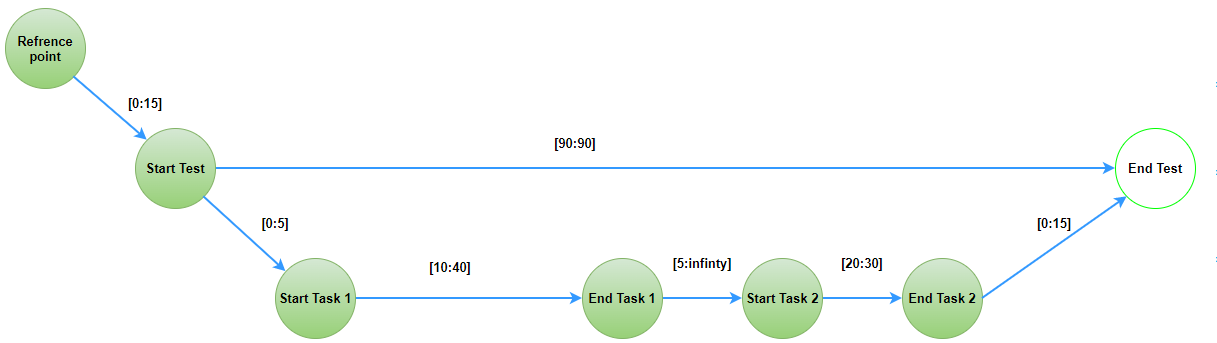 Refrence
point
[0:15]
Start Test
[90:90]
End Test
[0:5]
[0:15]
[10:40]
[5:infinty]
[20:30]
Start Task 1
End Task 1
Start Task 2
End Task 2